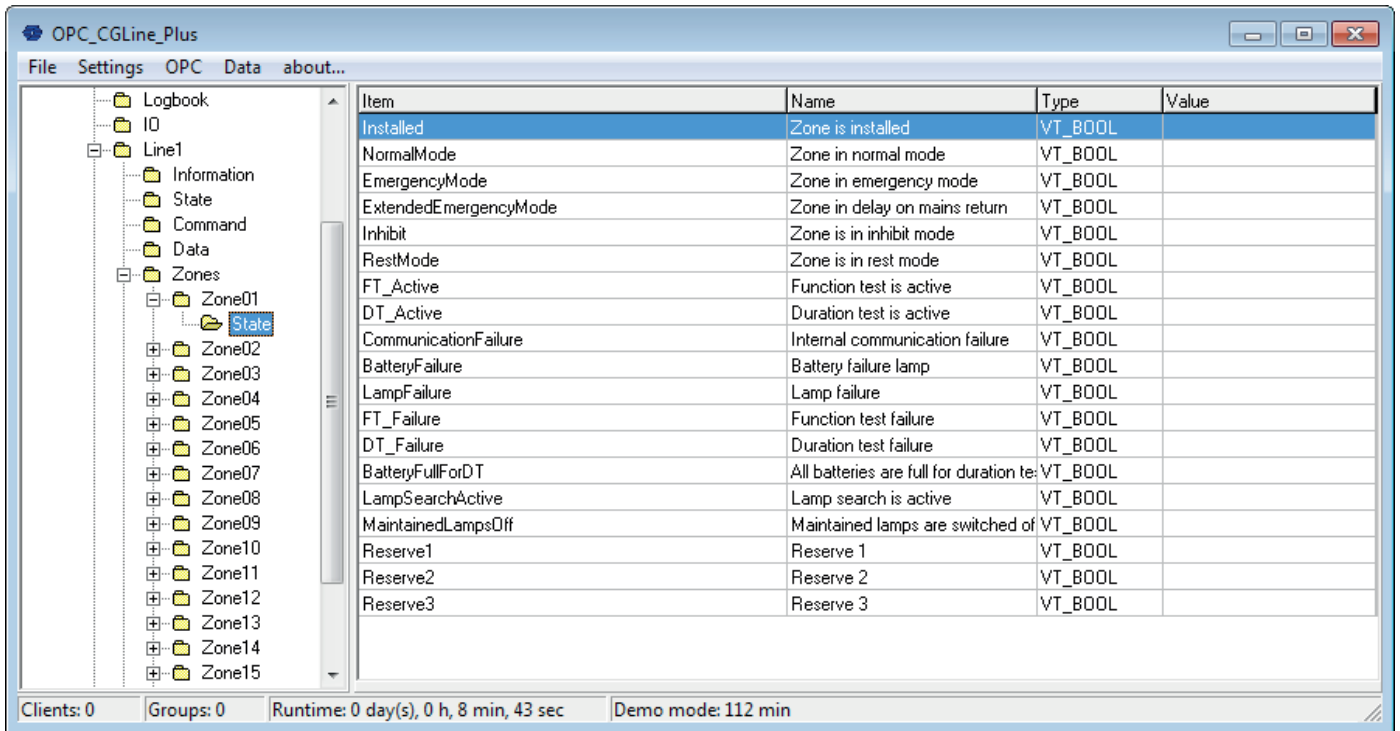 OPC_CGLine_Plus
File Settings OPC Data about...
Logbook
IO
Line1
Information
State
Command
Data
Zones
Zone01
State
Zone02
Zone03
Zone04
Zone05
Zone06
Zone07
Zone08
Zone09
Zone10
Zone11
Zone12
Zone13
Zone14
Zone15
Item Name Type Value
Installed Zone is installed VT_BOOL
NormalMode Zone in normal mode VT_BOOL
EmergencyMode Zone in emergency mode VT_BOOL
ExtendedEmergencyMode Zone in delay on mains return VT_BOOL
Inhibit Zone is in inhibit mode VT_BOOL
RestMode Zone is in rest mode VT_BOOL
FT_Active Function test is active VT_BOOL
DT_Active Duration test is active VT_BOOL
CommunicationFailure Internal communication failure VT_BOOL
BatteryFailure Battery failure lamp VT_BOOL
LampFailure Lamp failure VT_BOOL
FT_Failure Function test failure VT_BOOL
DT_Failure Duration test failure VT_BOOL
BatteryFullForDT All batteries are full for duration te VT_BOOL
LampSearchActive Lamp search is active VT_BOOL
MaintainedLampsOff Maintained lamps are switched of VT_BOOL
Reserve1 Reserve 1 VT_BOOL
Reserve2 Reserve 2 VT_BOOL
Reserve3 Reserve 3 VT_BOOL
Clients: 0 Groups: 0 Runtime: 0 day(s), 0 h, 8 min, 43 sec Demo mode: 112 min